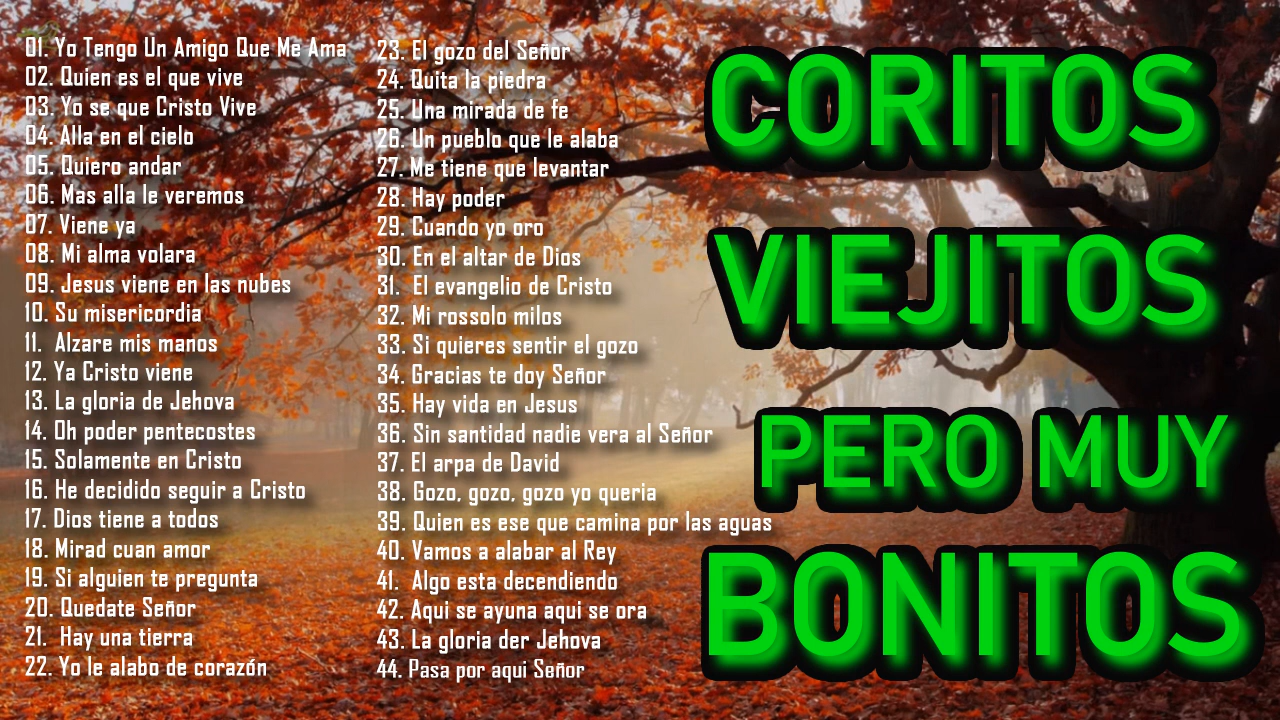 01. Yo Tengo Un Amigo Que Me Ama
02. Quien es el que vive
03. Yo se que Cristo Vive
04. Alla en el cielo
05. Quiero andar
06. Mas alla le veremos
07. Viene ya
08. Mi alma volara
09. Jesus viene en las nubes
10. Su misericordia
11. Alzare mis manos
12. Ya Cristo viene
13. La gloria de Jehova
14. Oh poder pentecostes
15. Solamente en Cristo
16. He decidido seguir a Cristo
17. Dios tiene a todos
18. Mirad cuan amor
19. Si alguien te pregunta
20. Quedate Señor
21. Hay una tierra
22. Yo le alabo de corazón
23. El gozo del Señor
24. Quita la piedra
25. Una mirada de fe
26. Un pueblo que le alaba
27. Me tiene que levantar
28. Hay poder
29. Cuando yo oro
30. En el altar de Dios
31. El evangelio de Cristo
32. Mi rossolo milos
33. Si quieres sentir el gozo
34. Gracias te doy Señor
35. Hay vida en Jesus
36. Sin santidad nadie vera al Señor
37. El arpa de David
38. Gozo, gozo, gozo yo queria
39. Quien es ese que camina por las aguas
40. Vamos a alabar al Rey
41. Algo esta decendiendo
42. Aqui se ayuna aqui se ora
43. La gloria der Jehova
44. Pasa por aqui Señor
CORITOS
VIEJITOS
PERO MUY
BONITOS